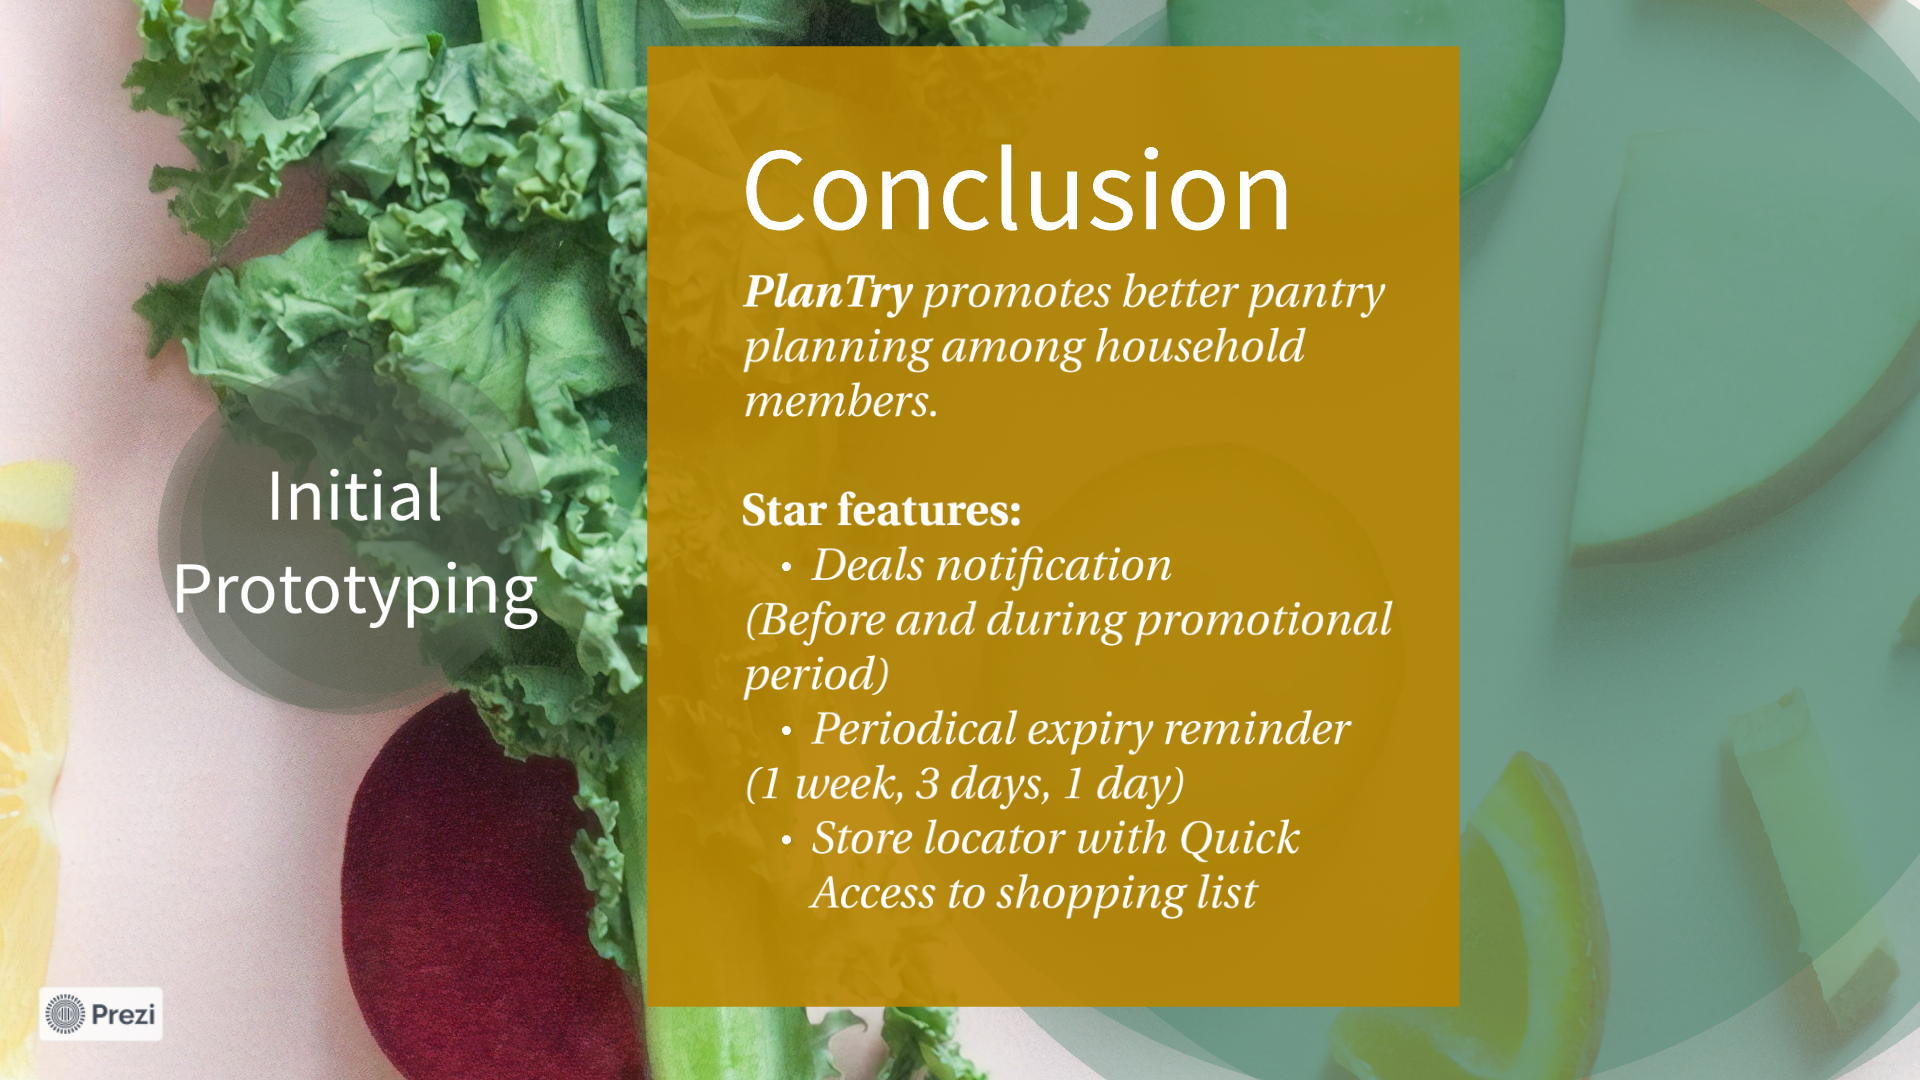 Initial
Prototyping
Conclusion
PlanTry promotes better pantry
planning among household
members.
Star features:
• Deals notification
(Before and during promotional
period)
• Periodical expiry reminder
(1 week, 3 days, 1 day)
• Store locator with Quick
Access to shopping list
Prezi